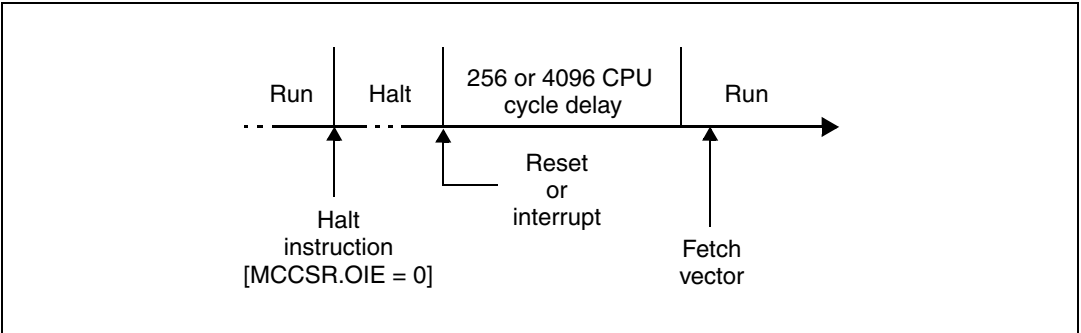 Run
Halt
256 or 4096 CPU
cycle delay
Run
Halt
instruction
[MCCSR.OIE = 0]
Reset
or
interrupt
Fetch
vector